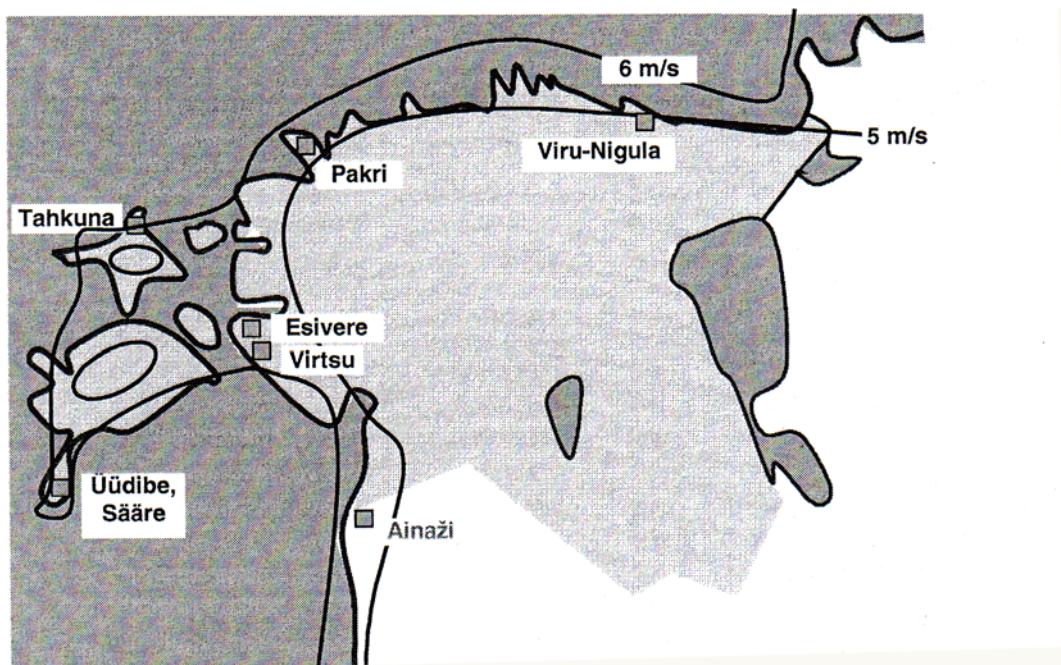 6 m/s
5 m/s
Viru-Nigula
Pakri
Tahkuna
Esivere
Virtsu
Üüdibe,
Sääre
Ainaži